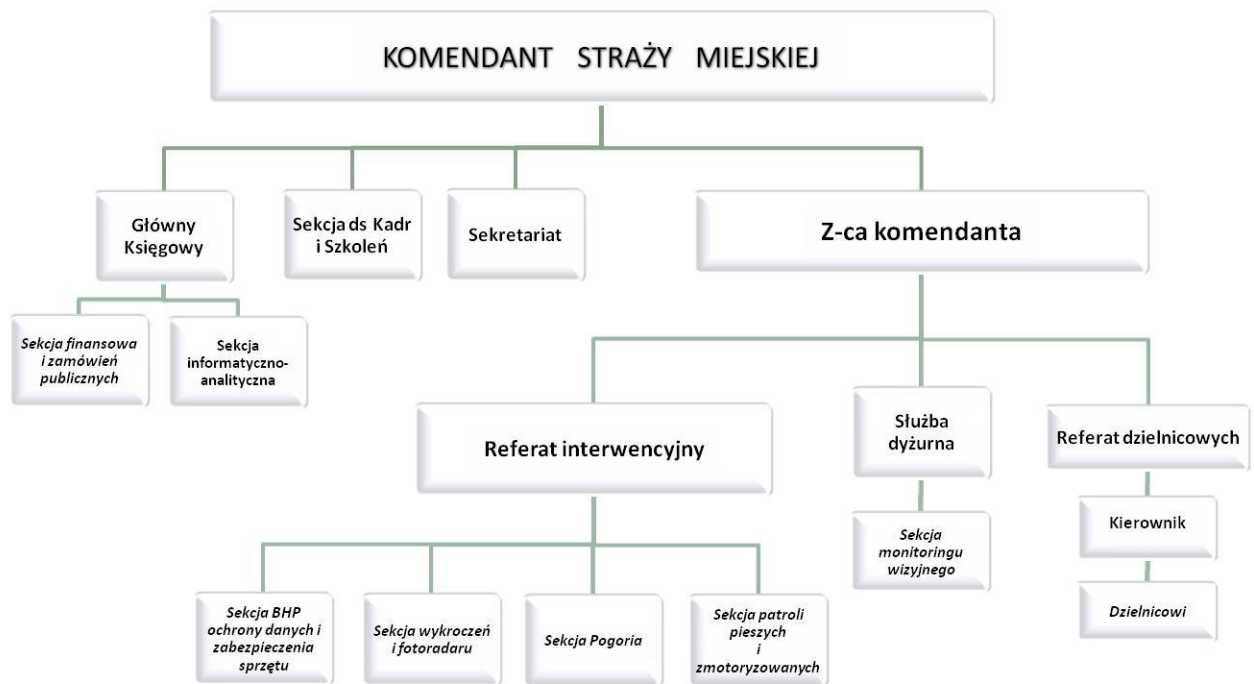 KOMENDANT STRAŻY MIEJSKIEJ
Główny
Księgowy
Sekcja ds Kadr
i Szkoleń
Sekretariat
Z-ca komendanta
Sekcja finansowa
i zamówień
publicznych
Sekcja
informatyczno-
analityczna
Referat interwencyjny
Służba
dyżurna
Referat dzielnicowych
Sekcja
monitoringu
wizyjnego
Kierownik
Dzielnicowi
Sekcja BHP
ochrony danych i
zabezpieczenia
sprzętu
Sekcja wykroczeń
i fotoradaru
Sekcja Pogoria
Sekcja patroli
pieszych
i
zmotoryzowanych